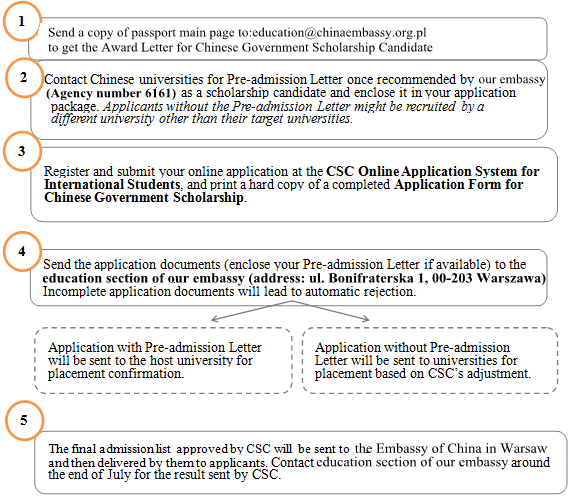 1
Send a copy of passport main page to:education@chinaembassy.org.pl
to get the Award Letter for Chinese Government Scholarship Candidate
2
Contact Chinese universities for Pre-admission Letter once recommended by our embassy
(Agency number 6161) as a scholarship candidate and enclose it in your application
package. Applicants without the Pre-admission Letter might be recruited by a
different university other than their target universities.
3
Register and submit your online application at the CSC Online Application System for
International Students, and print a hard copy of a completed Application Form for
Chinese Government Scholarship.
4
Send the application documents (enclose your Pre-admission Letter if available) to the
education section of our embassy (address: ul. Bonifraterska 1, 00-203 Warszawa)
Incomplete application documents will lead to automatic rejection.
Application with Pre-admission Letter
will be sent to the host university for
placement confirmation.
Application without Pre-admission
Letter will be sent to universities for
placement based on CSC's adjustment.
5
The final admission list approved by CSC will be sent to the Embassy of China in Warsaw
and then delivered by them to applicants. Contact education section of our embassy around
the end of July for the result sent by CSC.